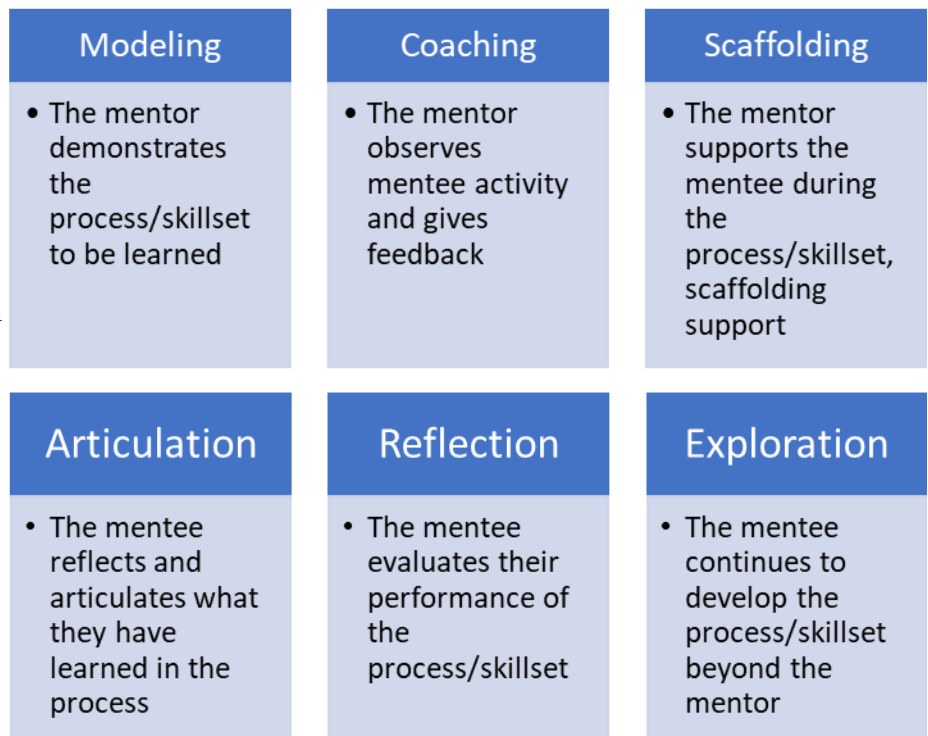 Modeling
• The mentor
demonstrates
the
process/skillset
to be learned
Coaching
• The mentor
observes
mentee activity
and gives
feedback
Scaffolding
• The mentor
supports the
mentee during
the
process/skillset,
scaffolding
support
Articulation
• The mentee
reflects and
articulates what
they have
learned in the
process
Reflection
• The mentee
evaluates their
performance of
the
process/skillset
Exploration
• The mentee
continues to
develop the
process/skillset
beyond the
mentor